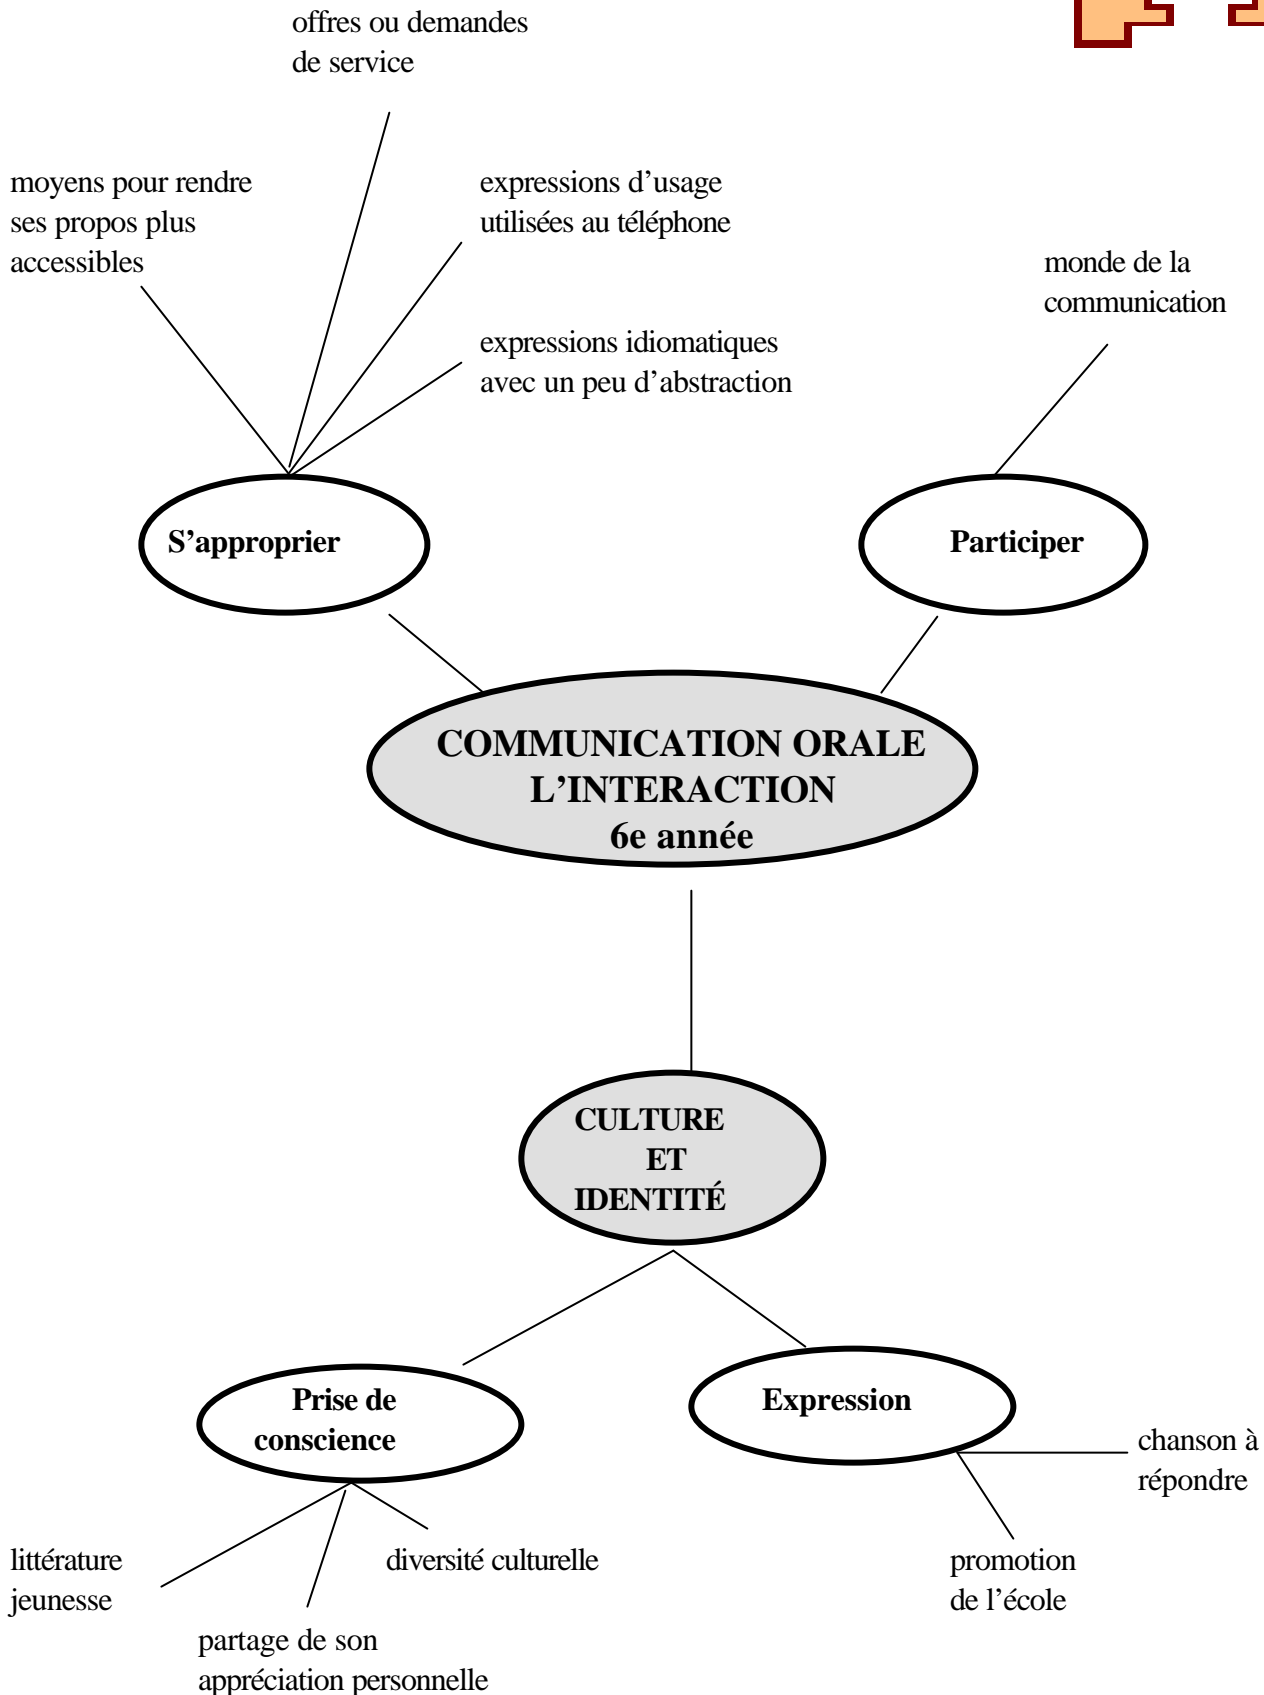 offres ou demandes
de service
moyens pour rendre
ses propos plus
accessibles
expressions d’usage
utilisées au téléphone
monde de la
communication
expressions idiomatiques
avec un peu d’abstraction
S’approprier
Participer
COMMUNICATION ORALE
L’INTERACTION
6e année
CULTURE
ET
IDENTITÉ
Prise de
conscience
Expression
chanson à
répondre
littérature
jeunesse
diversité culturelle
promotion
de l’école
partage de son
appréciation personnelle